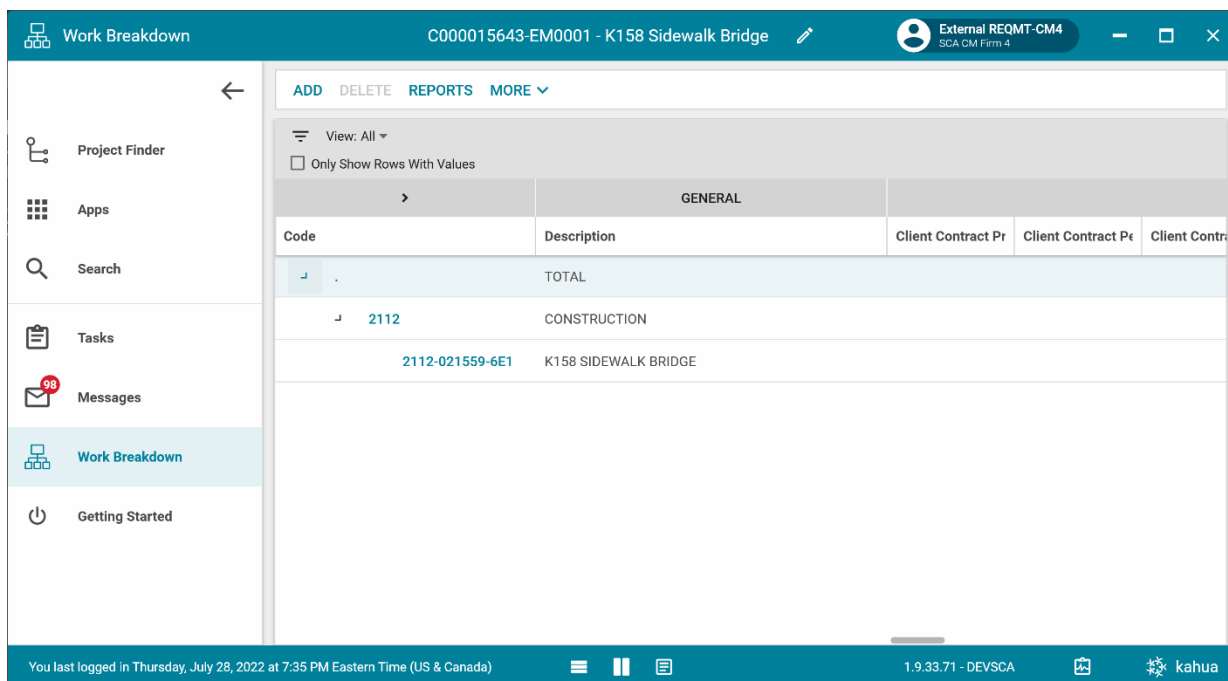 Work Breakdown
C000015643-EM0001 - K158 Sidewalk Bridge
External REQMT-CM4
SCA CM Firm 4
ADD DELETE REPORTS MORE
View: All
Only Show Rows With Values
Project Finder
Apps
Search
Tasks
98
Messages
Work Breakdown
Getting Started
GENERAL
Code Description Client Contract Pr Client Contract Pe Client Contra
. TOTAL
2112 CONSTRUCTION
2112-021559-6E1 K158 SIDEWALK BRIDGE
You last logged in Thursday, July 28, 2022 at 7:35 PM Eastern Time (US & Canada)
1.9.33.71 - DEVSCA
kahua